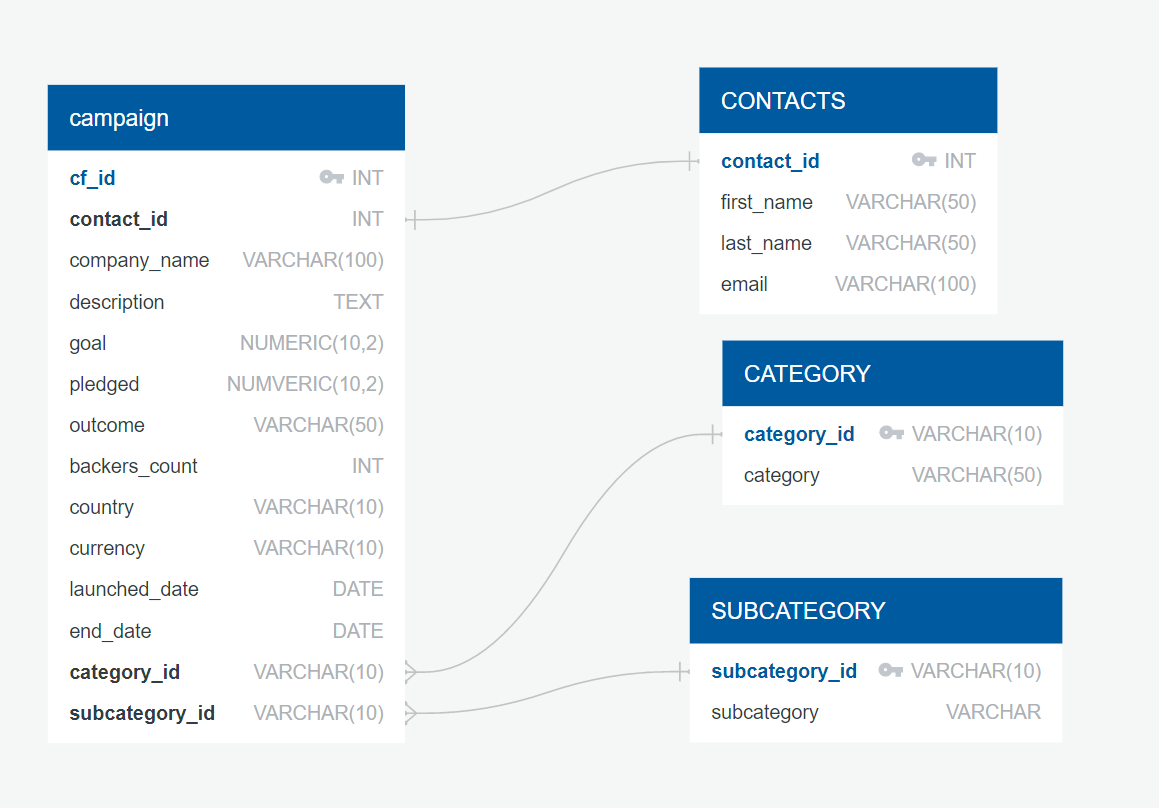 campaign
cf_id INT
contact_id INT
company_name VARCHAR(100)
description TEXT
goal NUMERIC(10,2)
pledged NUMVERIC(10,2)
outcome VARCHAR(50)
backers_count INT
country VARCHAR(10)
currency VARCHAR(10)
launched_date DATE
end_date DATE
category_id VARCHAR(10)
subcategory_id VARCHAR(10)
CONTACTS
contact_id INT
first_name VARCHAR(50)
last_name VARCHAR(50)
email VARCHAR(100)
CATEGORY
category_id VARCHAR(10)
category VARCHAR(50)
SUBCATEGORY
subcategory_id VARCHAR(10)
subcategory VARCHAR